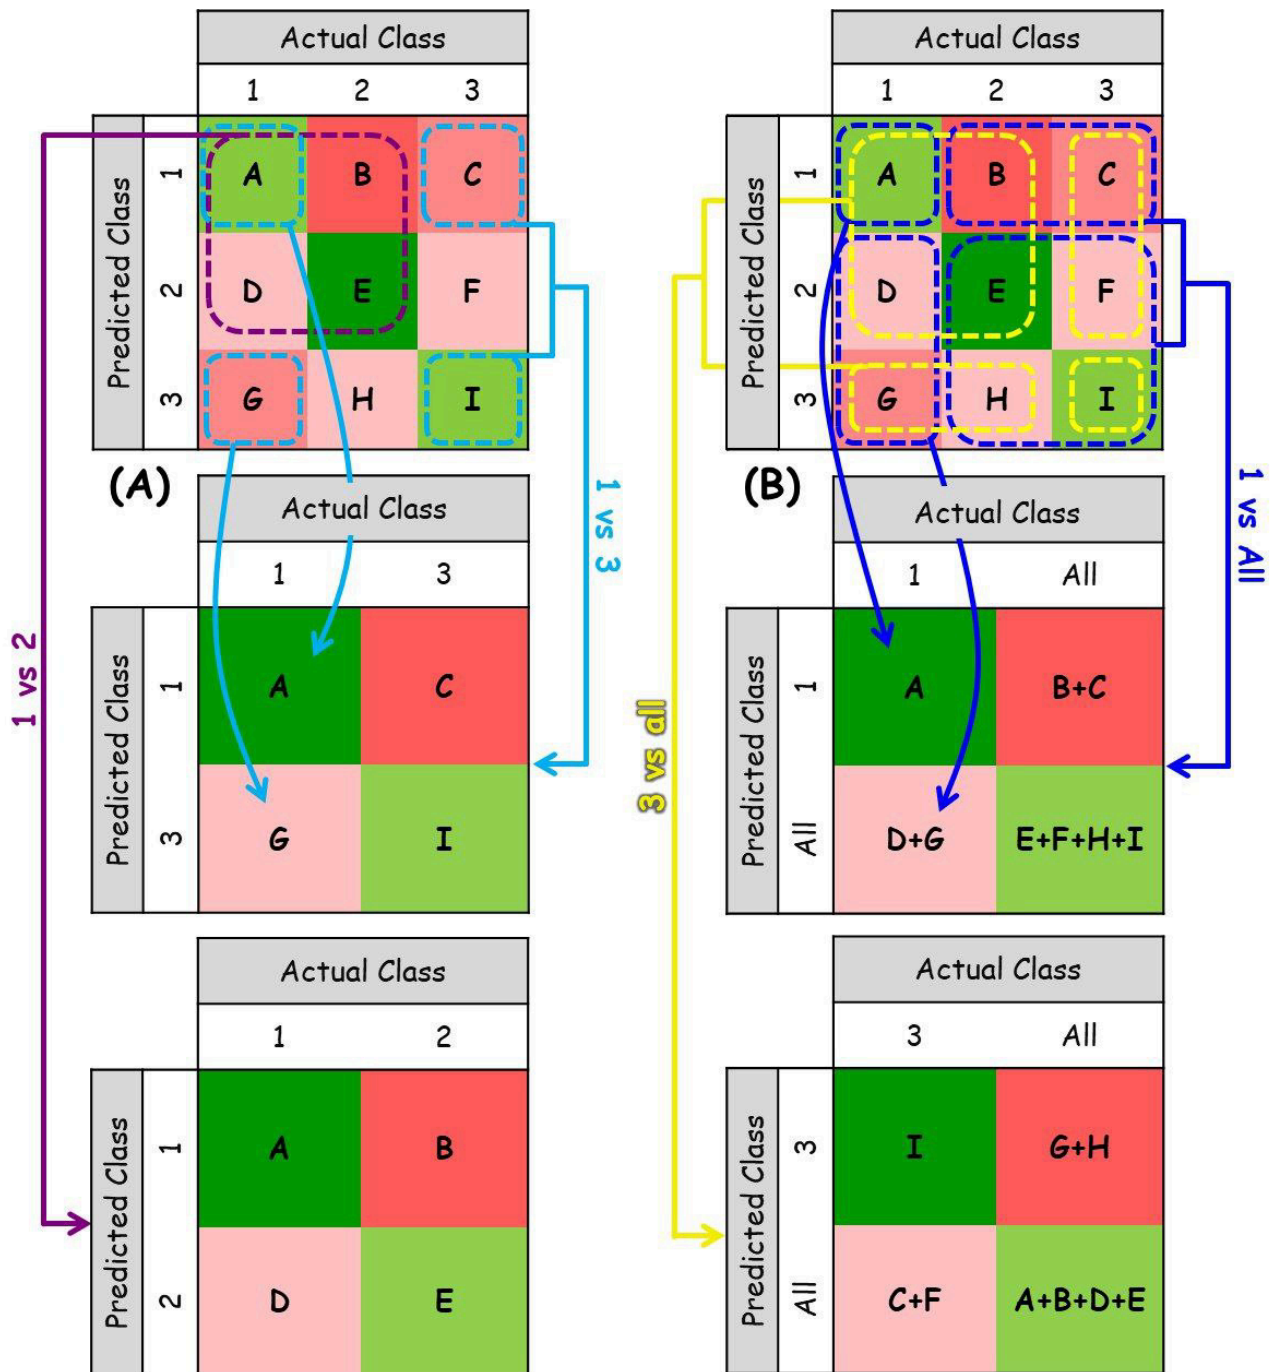 Actual Class
1 2 3
Predicted Class
1 A B C
2 D E F
3 G H I
(A)
Actual Class
1 3
Predicted Class
1 A C
3 G I
1 vs 3
1 vs 2
Actual Class
1 2
Predicted Class
1 A B
2 D E
Actual Class
1 2 3
Predicted Class
1 A B C
2 D E F
3 G H I
(B)
Actual Class
1 All
Predicted Class
1 A B+C
All D+G E+F+H+I
1 vs All
3 vs all
Actual Class
3 All
Predicted Class
3 I G+H
All C+F A+B+D+E